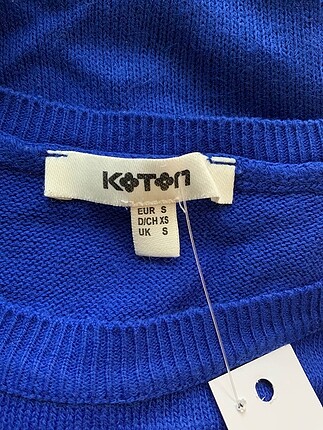 KOTON
EUR S
D/CH XS
UK S